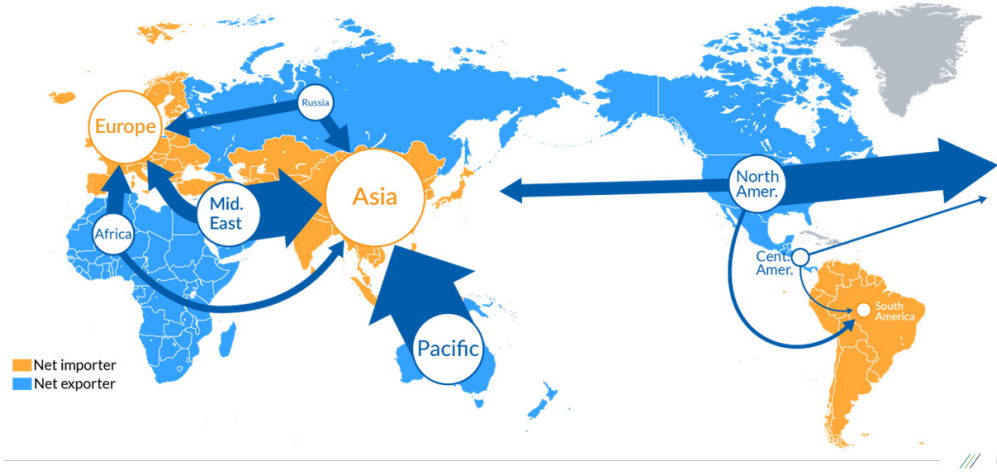 Europe
Russia
Asia
Mid.
East
Africa
Pacific
North
Amer.
Cent.
Amer.
South
America
Net importer
Net exporter